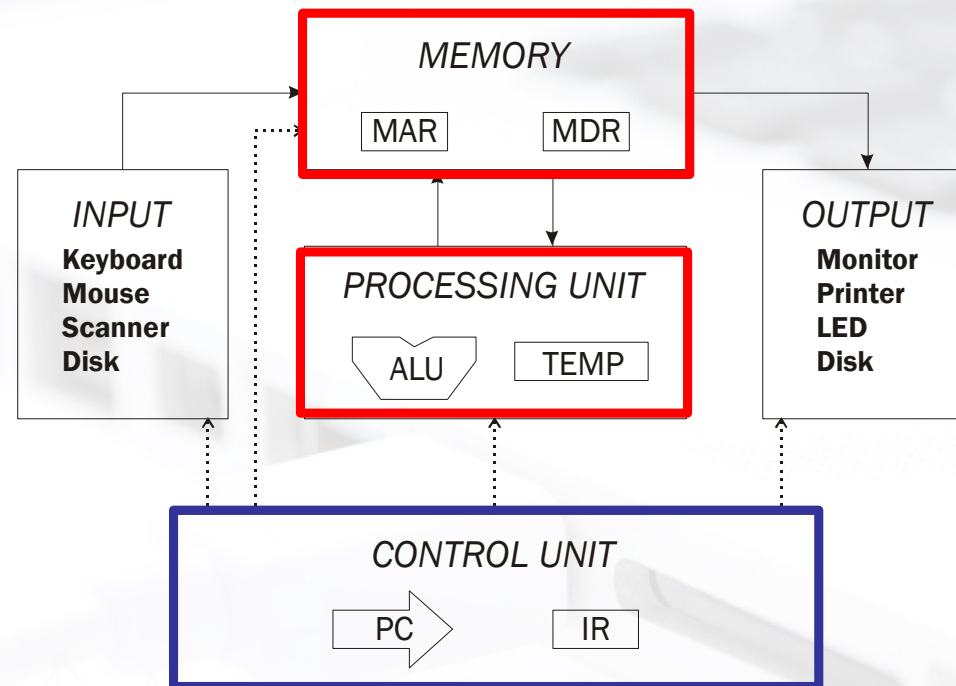 MEMORY
MAR
MDR
INPUT
Keyboard
Mouse
Scanner
Disk
PROCESSING UNIT
ALU
TEMP
OUTPUT
Monitor
Printer
LED
Disk
CONTROL UNIT
PC
IR